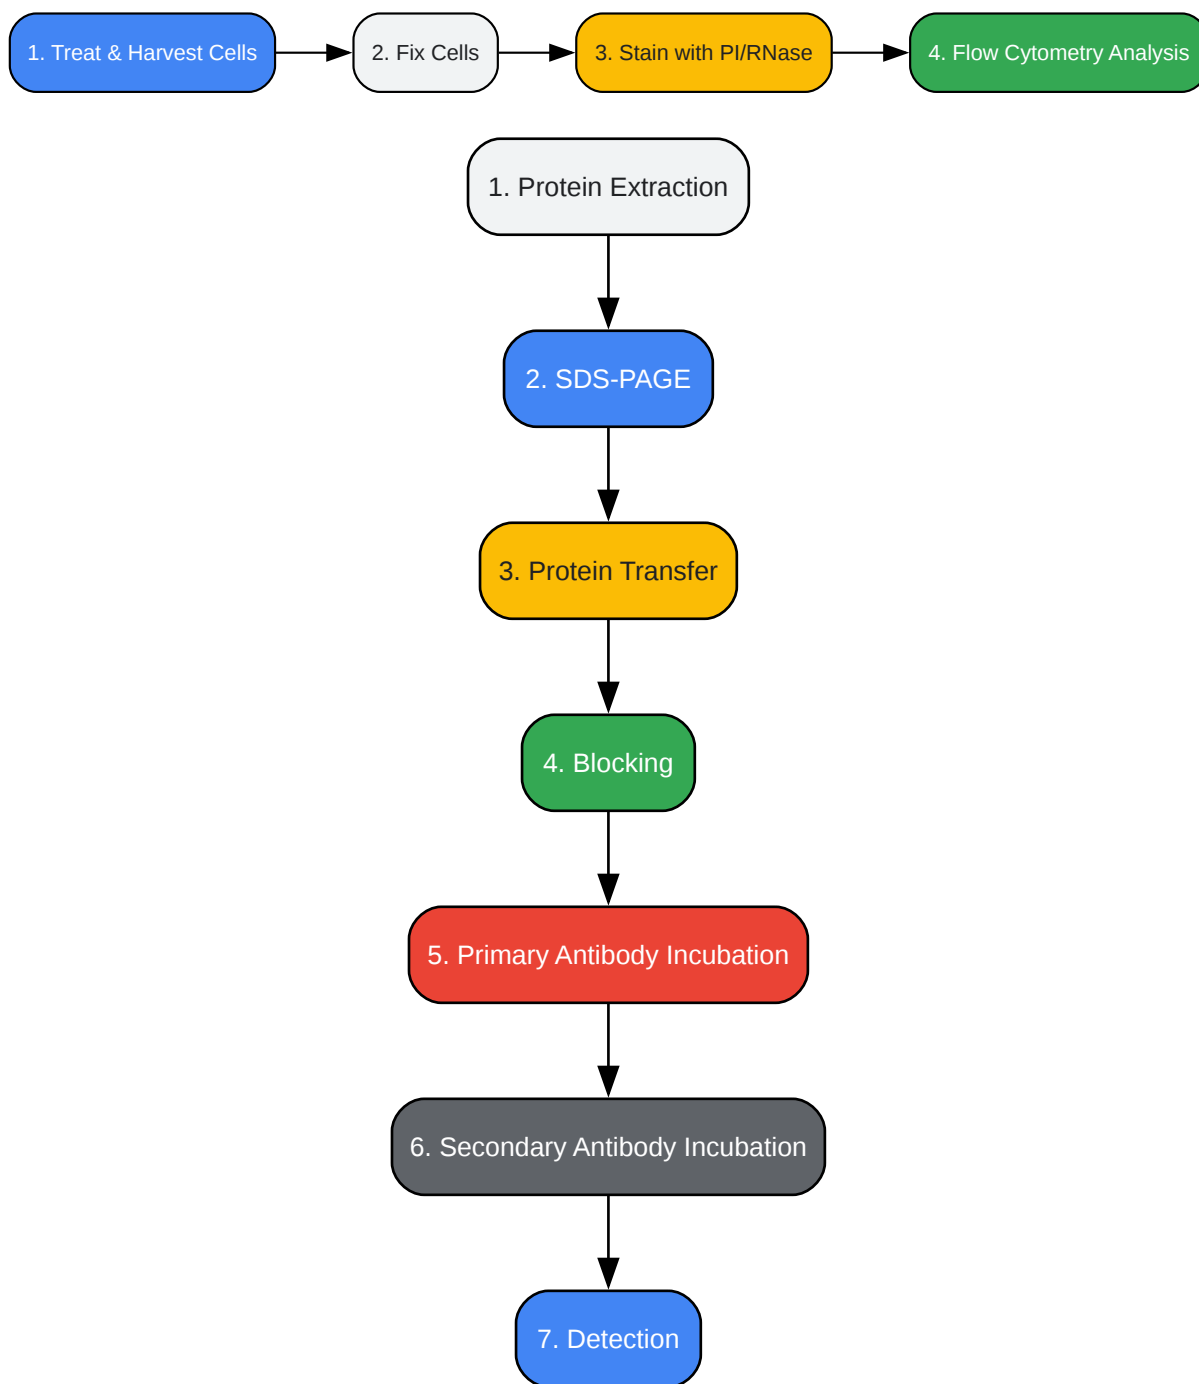 1. Treat & Harvest Cells
2. Fix Cells
3. Stain with PI/RNase
4. Flow Cytometry Analysis
1. Protein Extraction
2. SDS-PAGE
3. Protein Transfer
4. Blocking
5. Primary Antibody Incubation
6. Secondary Antibody Incubation
7. Detection